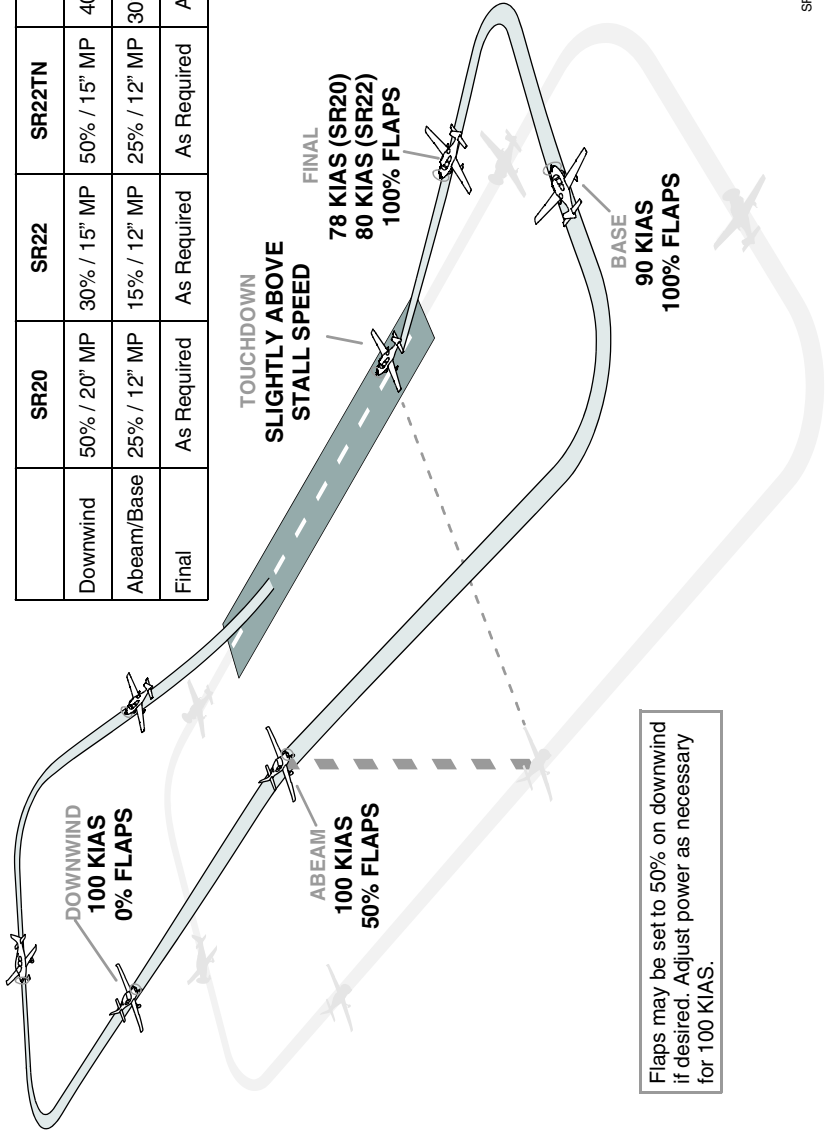 SR20 SR22 SR22TN
Downwind 50% / 20" MP 30% / 15" MP 50% / 15" MP 40
Abeam/Base 25% / 12" MP 15% / 12" MP 25% / 12" MP 30
Final As Required As Required As Required A
DOWNWIND
100 KIAS
0% FLAPS
ABEAM
100 KIAS
50% FLAPS
TOUCHDOWN
SLIGHTLY ABOVE
STALL SPEED
FINAL
78 KIAS (SR20)
80 KIAS (SR22)
100% FLAPS
BASE
90 KIAS
100% FLAPS
Flaps may be set to 50% on downwind
if desired. Adjust power as necessary
for 100 KIAS.